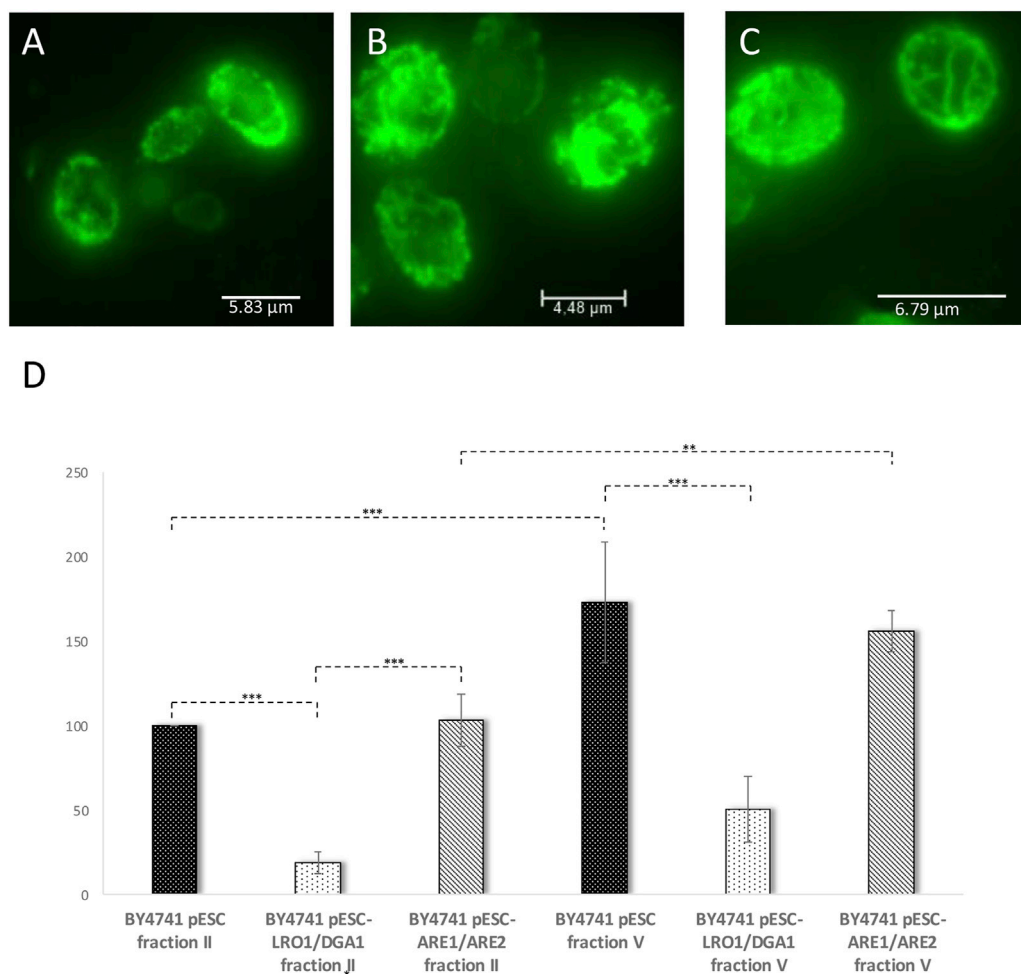 A
B
C
5.83 µm
4,48 µm
6.79 µm
D
**
250
***
***
200
150
***
***
100
50
0
BY4741 pESC
fraction II
BY4741 pESC-
LRO1/DGA1
fraction JI
BY4741 pESC-
ARE1/ARE2
fraction II
BY4741 pESC
fraction V
BY4741 pESC-
LRO1/DGA1
fraction V
BY4741 pESC-
ARE1/ARE2
fraction V